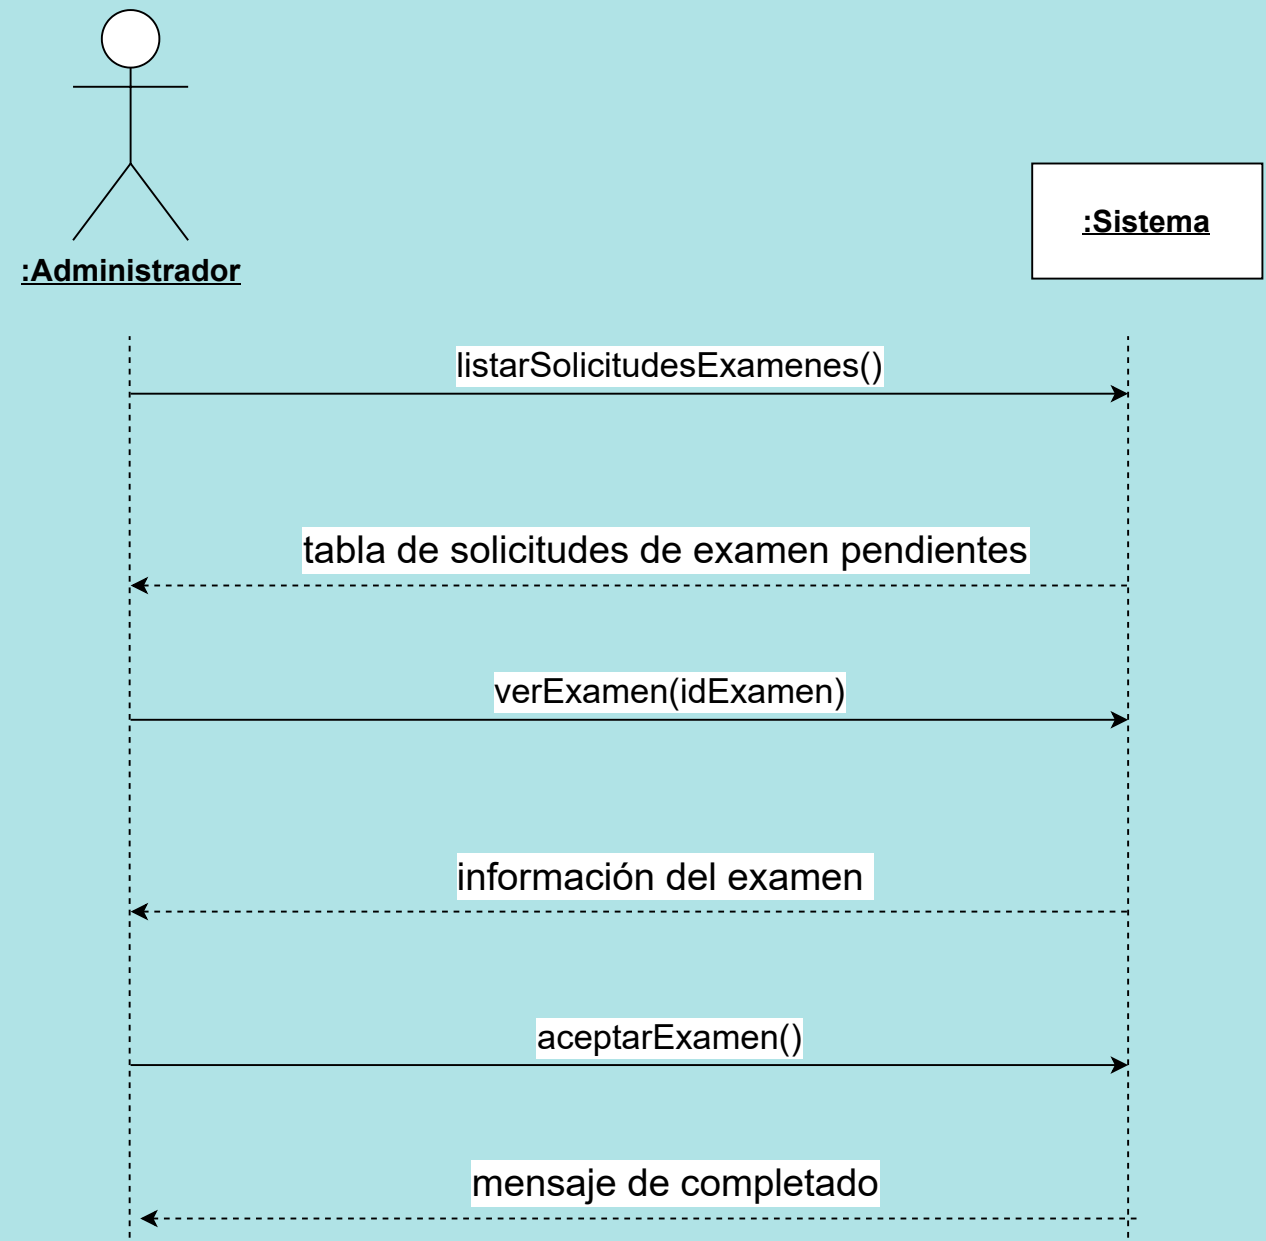 :Administrador
:Sistema
listarSolicitudesExamenes()
tabla de solicitudes de examen pendientes
verExamen(idExamen)
información del examen
aceptarExamen()
mensaje de completado